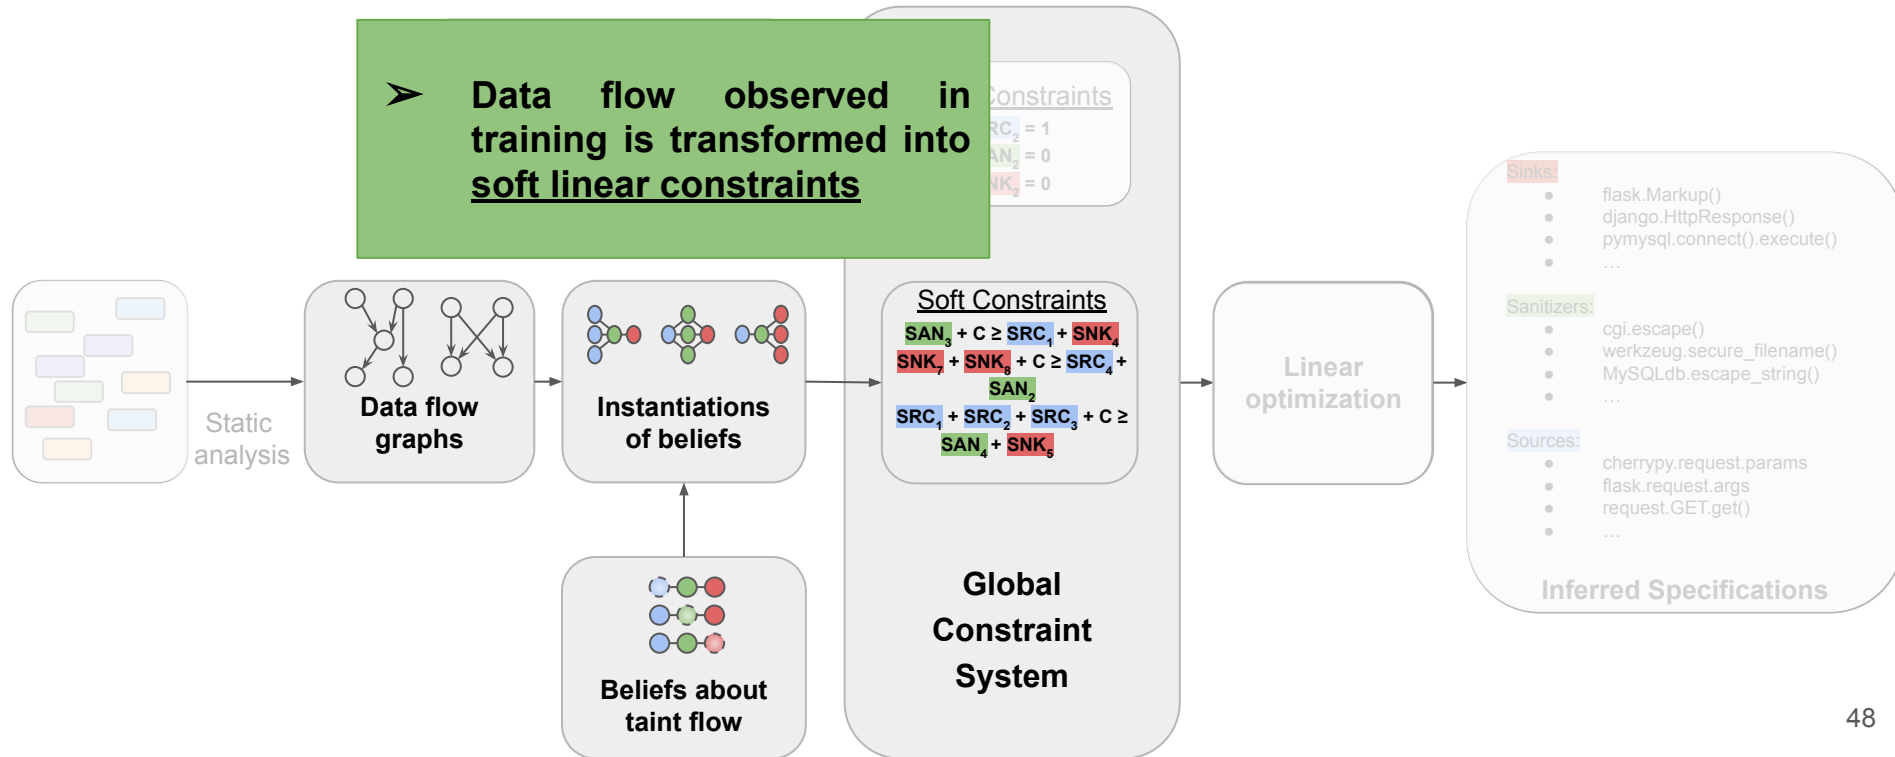 ➢ Data flow observed in
training is transformed into
soft linear constraints
Constraints
RC₂ = 1
AN₂ = 0
NK₂ = 0
Static
analysis
Data flow
graphs
Instantiations
of beliefs
Beliefs about
taint flow
Soft Constraints
SAN₃ + C ≥ SRC₁ + SNK₄
SNK₇ + SNK₈ + C ≥ SRC₄ +
SAN₂
SRC₁ + SRC₂ + SRC₃ + C ≥
SAN₄ + SNK₅
Global
Constraint
System
Linear
optimization
Sinks:
● flask.Markup()
● django.HttpResponse()
● pymysql.connect().execute()
● …
Sanitizers:
● cgi.escape()
● werkzeug.secure_filename()
● MySQLdb.escape_string()
● …
Sources:
● cherrypy.request.params
● flask.request.args
● request.GET.get()
● …
Inferred Specifications
48